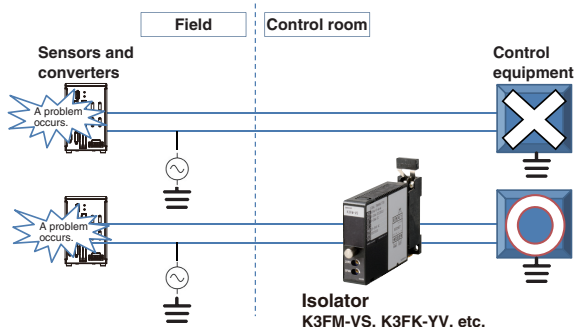 Field
Control room
Sensors and
converters
Control
equipment
A problem
occurs.
A problem
occurs.
Isolator
K3FM-VS, K3FK-YV, etc.